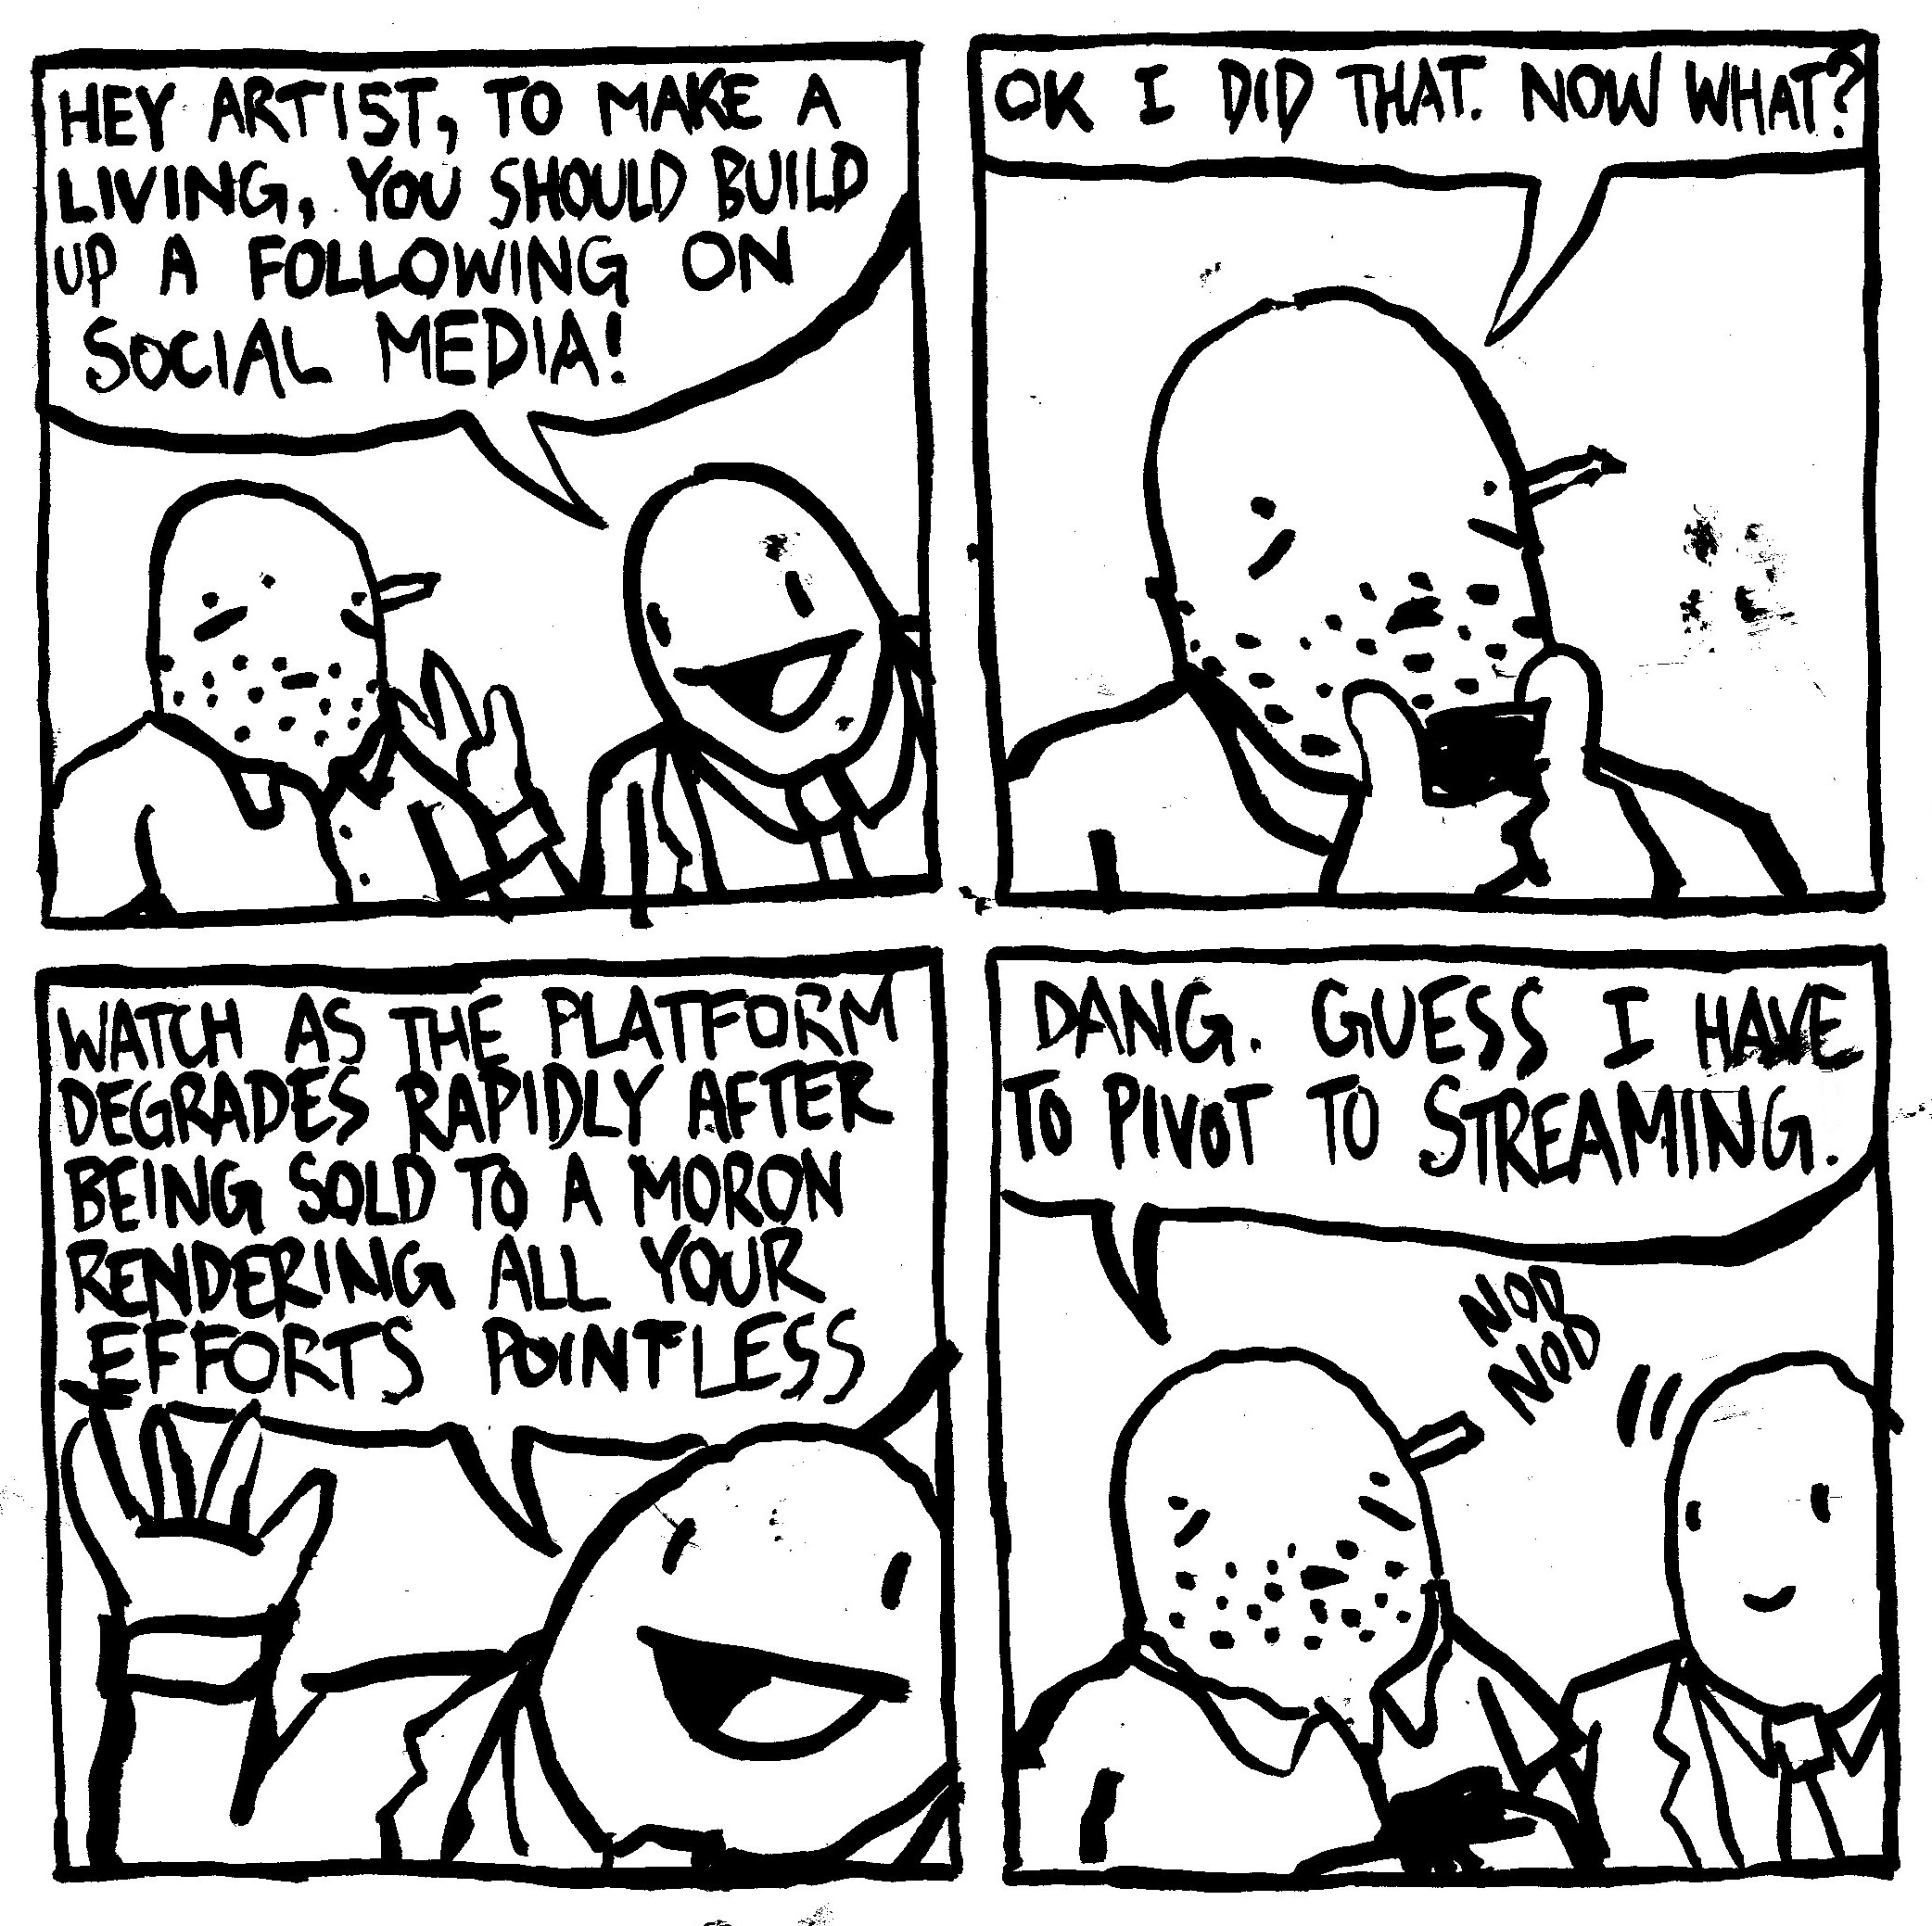 HEY ARTIST, TO MAKE A
LIVING, YOU SHOULD BUILD
UP A FOLLOWING ON
SOCIAL MEDIA!
OK I DID THAT. NOW WHAT?
WATCH AS THE PLATFORM
DEGRADES RAPIDLY AFTER
BEING SOLD TO A MORON
RENDERING ALL YOUR
EFFORTS POINTLESS
DANG. GUESS I HAVE
TO PIVOT TO STREAMING.
NOD
NOD